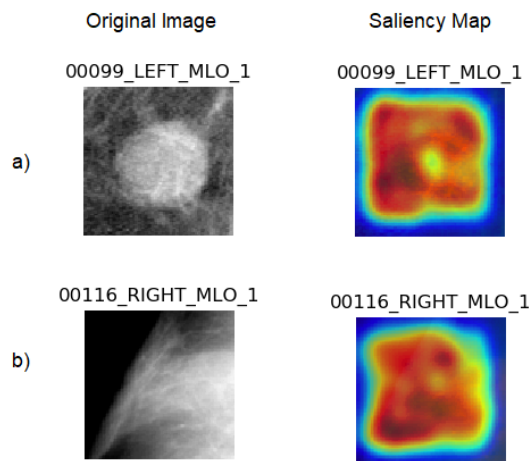 Original Image Saliency Map
00099_LEFT_MLO_1 00099_LEFT_MLO_1
a)
00116_RIGHT_MLO_1 00116_RIGHT_MLO_1
b)